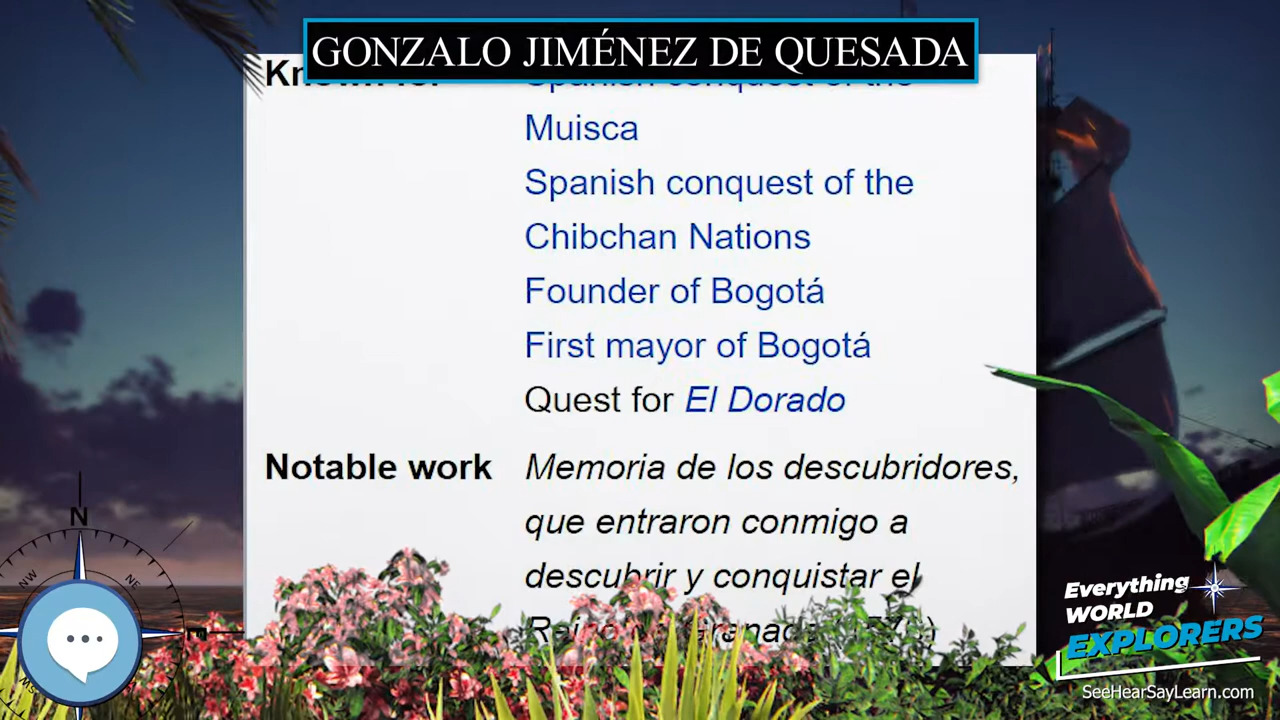 GONZALO JIMÉNEZ DE QUESADA
Muisca
Spanish conquest of the
Chibchan Nations
Founder of Bogotá
First mayor of Bogotá
Quest for El Dorado
Notable work
Memoria de los descubridores,
que entraron conmigo a
descubrir y conquistar el
N
NW
NE
E
Everything
WORLD
EXPLORERS
SeeHearSayLearn.com